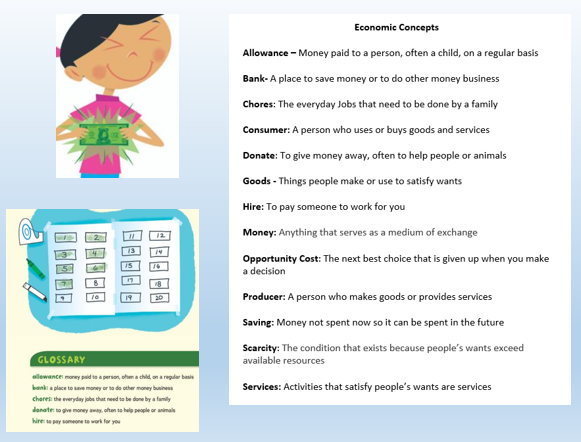 Economic Concepts
Allowance – Money paid to a person, often a child, on a regular basis
Bank- A place to save money or to do other money business
Chores: The everyday Jobs that need to be done by a family
Consumer: A person who uses or buys goods and services
Donate: To give money away, often to help people or animals
Goods - Things people make or use to satisfy wants
Hire: To pay someone to work for you
Money: Anything that serves as a medium of exchange
Opportunity Cost: The next best choice that is given up when you make
a decision
Producer: A person who makes goods or provides services
Saving: Money not spent now so it can be spent in the future
Scarcity: The condition that exists because people's wants exceed
available resources
Services: Activities that satisfy people's wants are services
1 2 11 12
3 4 13 14
5 6 15 16
7 8 17 18
9 10 19 20
GLOSSARY
allowance: money paid to a person, often a child, on a regular basis
bank: a place to save money or to do other money business
chores: the everyday jobs that need to be done by a family
donate: to give money away, often to help people or animals
hire: to pay someone to work for you